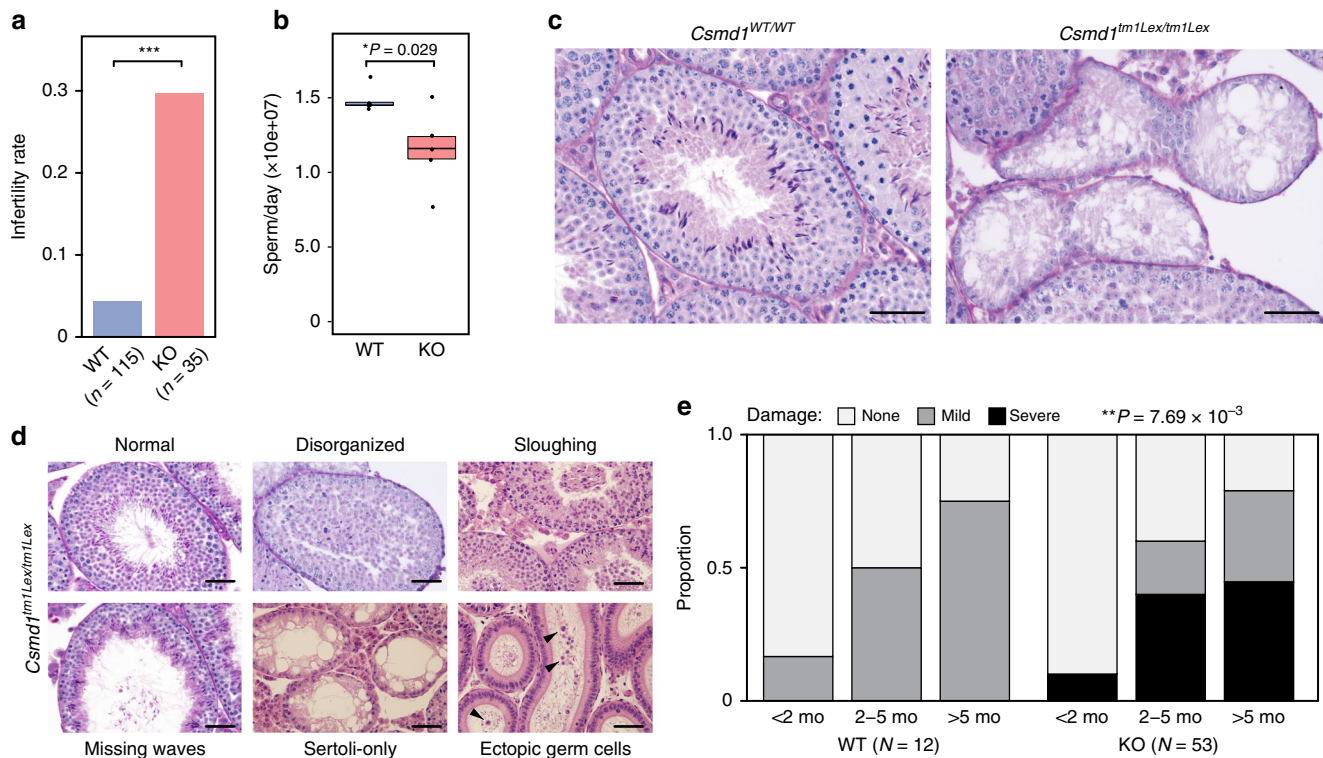 a
***
0.3
0.2
0.1
0
Infertility rate
WT
(n = 115)
KO
(n = 35)
b
*P = 0.029
1.5
1.0
5.0
0
Sperm/day (×10e+07)
WT
KO
c
Csmd1WT/WT
Csmd1tm1Lex/tm1Lex
d
Normal
Disorganized
Sloughing
Csmd1tm1Lex/tm1Lex
Missing waves
Sertoli-only
Ectopic germ cells
e
Damage: None Mild Severe
**P = 7.69 × 10−3
1.0
0.5
0
Proportion
<2 mo
2–5 mo
>5 mo
<2 mo
2–5 mo
>5 mo
WT (N = 12)
KO (N = 53)